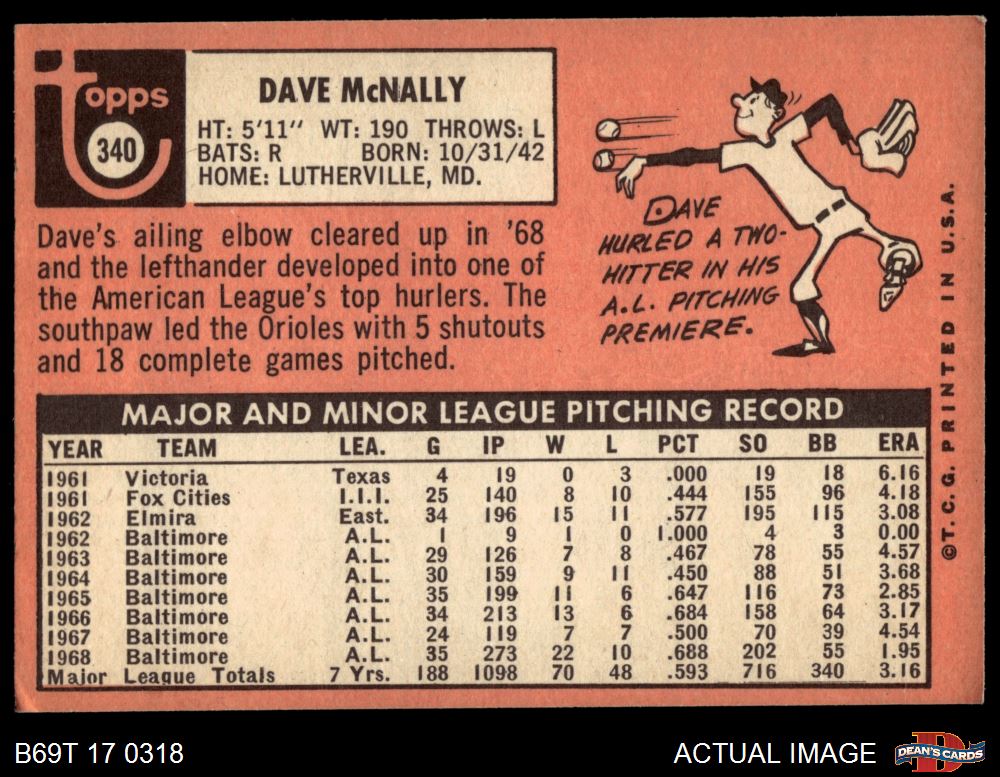 topps
340
DAVE McNALLY
HT: 5'11" WT: 190 THROWS: L
BATS: R BORN: 10/31/42
HOME: LUTHERVILLE, MD.
Dave's ailing elbow cleared up in '68
and the lefthander developed into one of
the American League's top hurlers. The
southpaw led the Orioles with 5 shutouts
and 18 complete games pitched.
DAVE
HURLED A TWO-
HITTER IN HIS
A.L. PITCHING
PREMIERE.
©T.C.G. PRINTED IN U.S.A.
MAJOR AND MINOR LEAGUE PITCHING RECORD
YEAR TEAM LEA. G IP W L PCT SO BB ERA
1961 Victoria Texas 4 19 0 3 .000 19 18 6.16
1961 Fox Cities I.I.I. 25 140 8 10 .444 155 96 4.18
1962 Elmira East. 34 196 15 11 .577 195 115 3.08
1962 Baltimore A.L. 1 9 1 0 1.000 4 3 0.00
1963 Baltimore A.L. 29 126 7 8 .467 78 55 4.57
1964 Baltimore A.L. 30 159 9 11 .450 88 51 3.68
1965 Baltimore A.L. 35 199 11 6 .647 116 73 2.85
1966 Baltimore A.L. 34 213 13 6 .684 158 64 3.17
1967 Baltimore A.L. 24 119 7 7 .500 70 39 4.54
1968 Baltimore A.L. 35 273 22 10 .688 202 55 1.95
Major League Totals 7 Yrs. 188 1098 70 48 .593 716 340 3.16
B69T 17 0318
ACTUAL IMAGE
D
DEAN'S CARDS